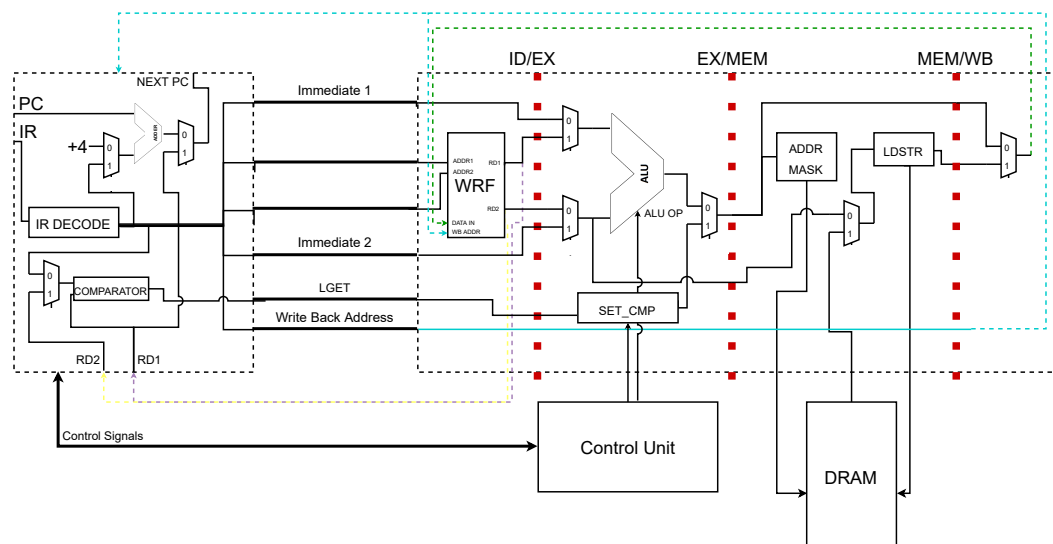 ID/EX
EX/MEM
MEM/WB
NEXT PC
PC
IR
+4
0
1
ADDER
0
1
IR DECODE
0
1
COMPARATOR
RD2
RD1
Immediate 1
Immediate 2
LGET
Write Back Address
Control Signals
ADDR1
ADDR2
RD1
WRF
RD2
DATA IN
WB ADDR
0
1
0
1
ALU
ALU OP
0
1
SET_CMP
Control Unit
ADDR
MASK
LDSTR
0
1
0
1
DRAM